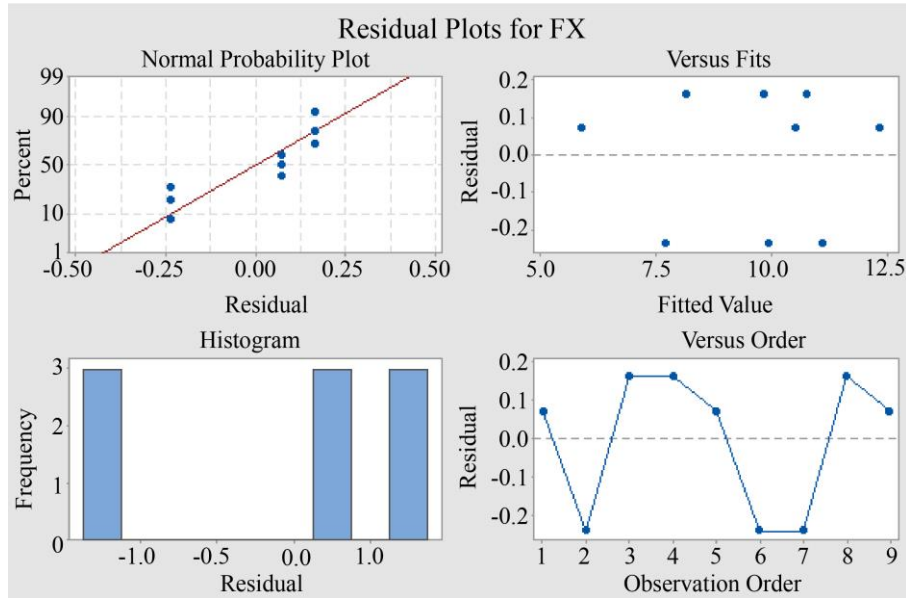 Residual Plots for FX
Normal Probability Plot
99
90
50
10
1
Percent
-0.50 -0.25 0.00 0.25 0.50
Residual
Versus Fits
0.2
0.1
0.0
-0.1
-0.2
Residual
5.0 7.5 10.0 12.5
Fitted Value
Histogram
3
2
1
0
Frequency
-1.0 -0.5 0.0 1.0
Residual
Versus Order
0.2
0.1
0.0
-0.1
-0.2
Residual
1 2 3 4 5 6 7 8 9
Observation Order